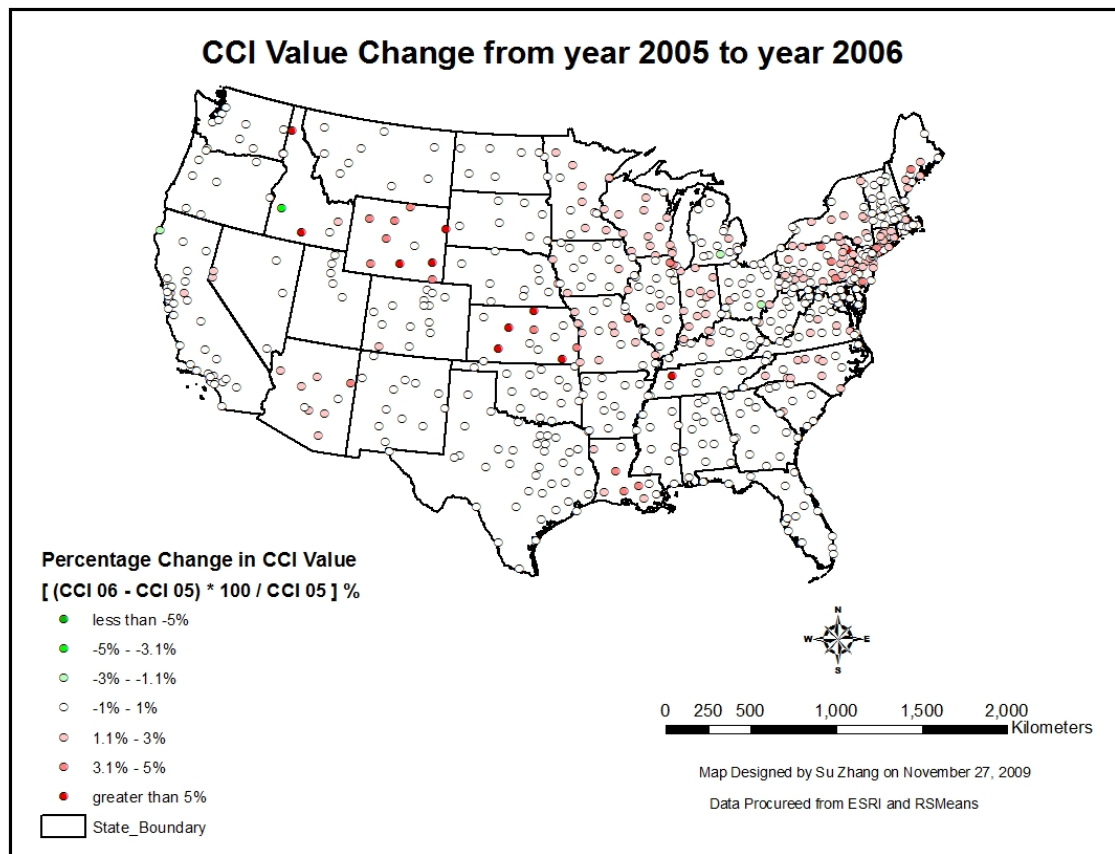 CCI Value Change from year 2005 to year 2006
Percentage Change in CCI Value
[ (CCI 06 - CCI 05) * 100 / CCI 05 ] %
less than -5%
-5% - -3.1%
-3% - -1.1%
-1% - 1%
1.1% - 3%
3.1% - 5%
greater than 5%
State_Boundary
N
W E
S
0 250 500 1,000 1,500 2,000
Kilometers
Map Designed by Su Zhang on November 27, 2009
Data Procureed from ESRI and RSMeans